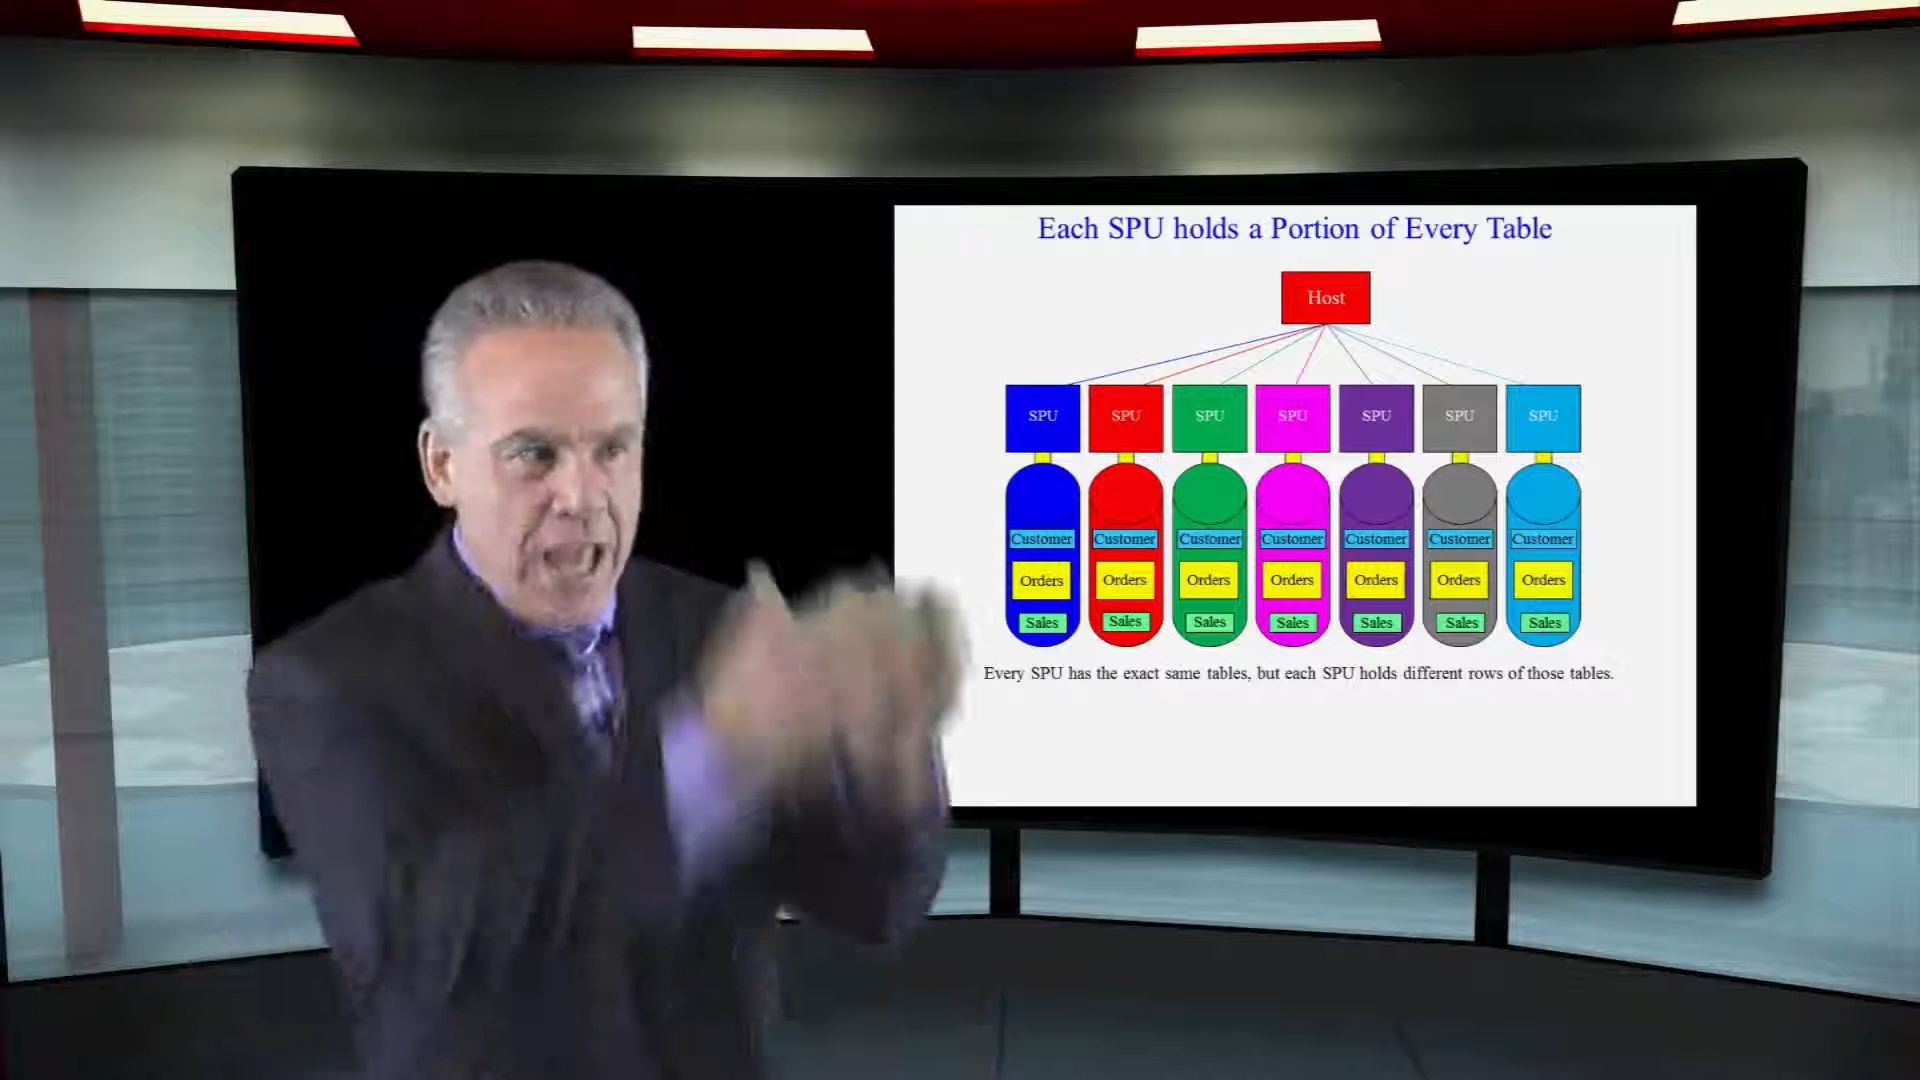 Each SPU holds a Portion of Every Table
Host
SPU SPU SPU SPU SPU SPU SPU
Customer Customer Customer Customer Customer Customer Customer
Orders Orders Orders Orders Orders Orders Orders
Sales Sales Sales Sales Sales Sales Sales
Every SPU has the exact same tables, but each SPU holds different rows of those tables.